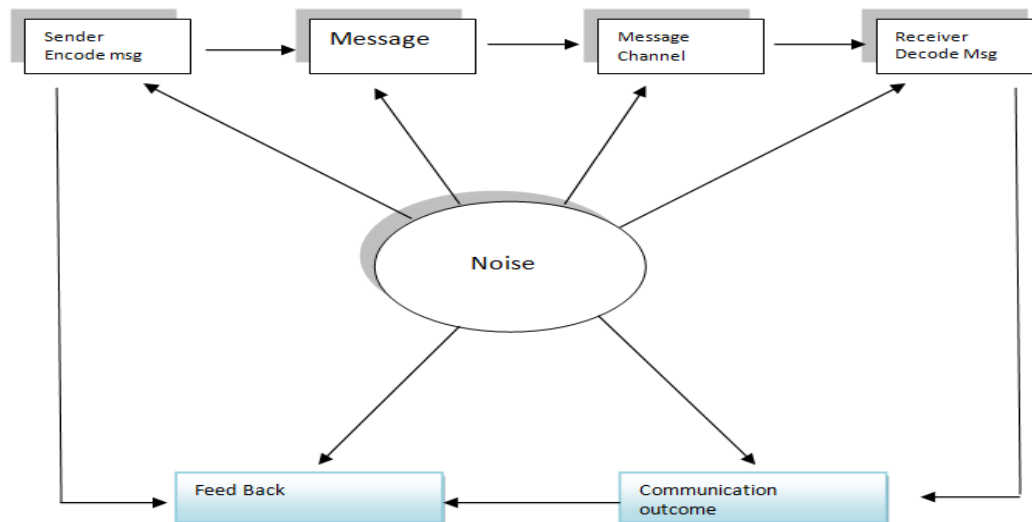 Sender
Encode msg
Message
Message
Channel
Receiver
Decode Msg
Noise
Feed Back
Communication
outcome